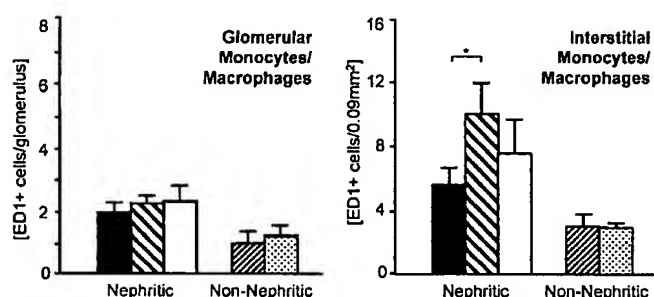 Glomerular
Monocytes/
Macrophages
[ED1+ cells/glomerulus]
8
6
4
2
0
Nephritic
Non-Nephritic
Interstitial
Monocytes/
Macrophages
[ED1+ cells/0.09mm²]
16
12
8
4
0
*
Nephritic
Non-Nephritic